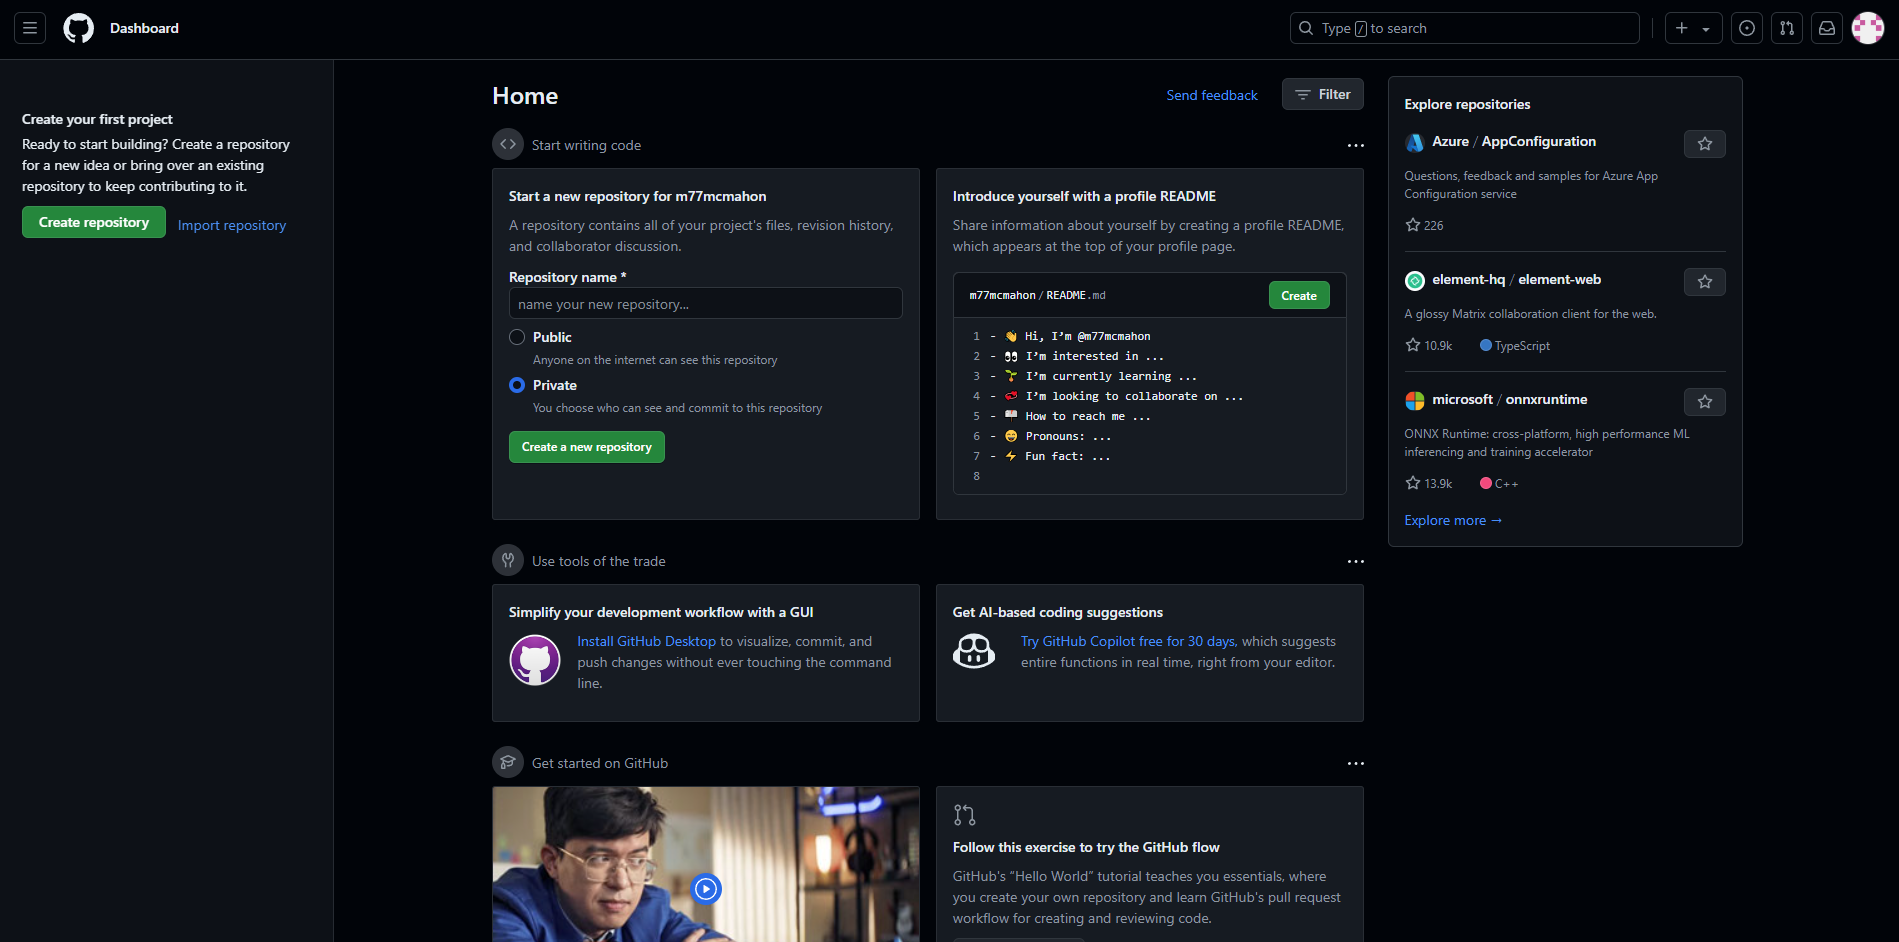 Dashboard
Type / to search
Create your first project
Ready to start building? Create a repository
for a new idea or bring over an existing
repository to keep contributing to it.
Create repository
Import repository
Home
Send feedback
Filter
Start writing code
Start a new repository for m77mcmahon
A repository contains all of your project's files, revision history,
and collaborator discussion.
Repository name *
name your new repository...
Public
Anyone on the internet can see this repository
Private
You choose who can see and commit to this repository
Create a new repository
Introduce yourself with a profile README
Share information about yourself by creating a profile README,
which appears at the top of your profile page.
m77mcmahon / README.md
Create
1 - 👋 Hi, I’m @m77mcmahon
2 - 👀 I’m interested in ...
3 - 🌱 I’m currently learning ...
4 - 💞️ I’m looking to collaborate on ...
5 - 📫 How to reach me ...
6 - 😄 Pronouns: ...
7 - ⚡ Fun fact: ...
8
Use tools of the trade
Simplify your development workflow with a GUI
Install GitHub Desktop to visualize, commit, and
push changes without ever touching the command
line.
Get AI-based coding suggestions
Try GitHub Copilot free for 30 days, which suggests
entire functions in real time, right from your editor.
Get started on GitHub
Follow this exercise to try the GitHub flow
GitHub's “Hello World” tutorial teaches you essentials, where
you create your own repository and learn GitHub's pull request
workflow for creating and reviewing code.
Explore repositories
Azure / AppConfiguration
Questions, feedback and samples for Azure App
Configuration service
226
element-hq / element-web
A glossy Matrix collaboration client for the web.
10.9k TypeScript
microsoft / onnxruntime
ONNX Runtime: cross-platform, high performance ML
inferencing and training accelerator
13.9k C++
Explore more →